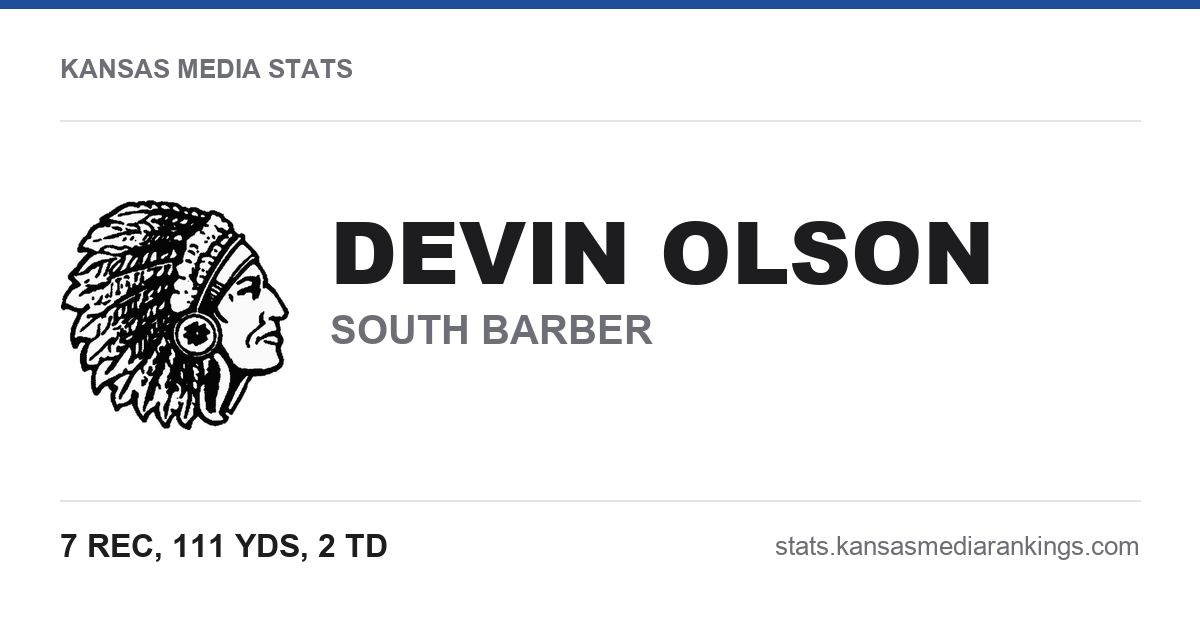 KANSAS MEDIA STATS
DEVIN OLSON
SOUTH BARBER
7 REC, 111 YDS, 2 TD
stats.kansasmediarankings.com